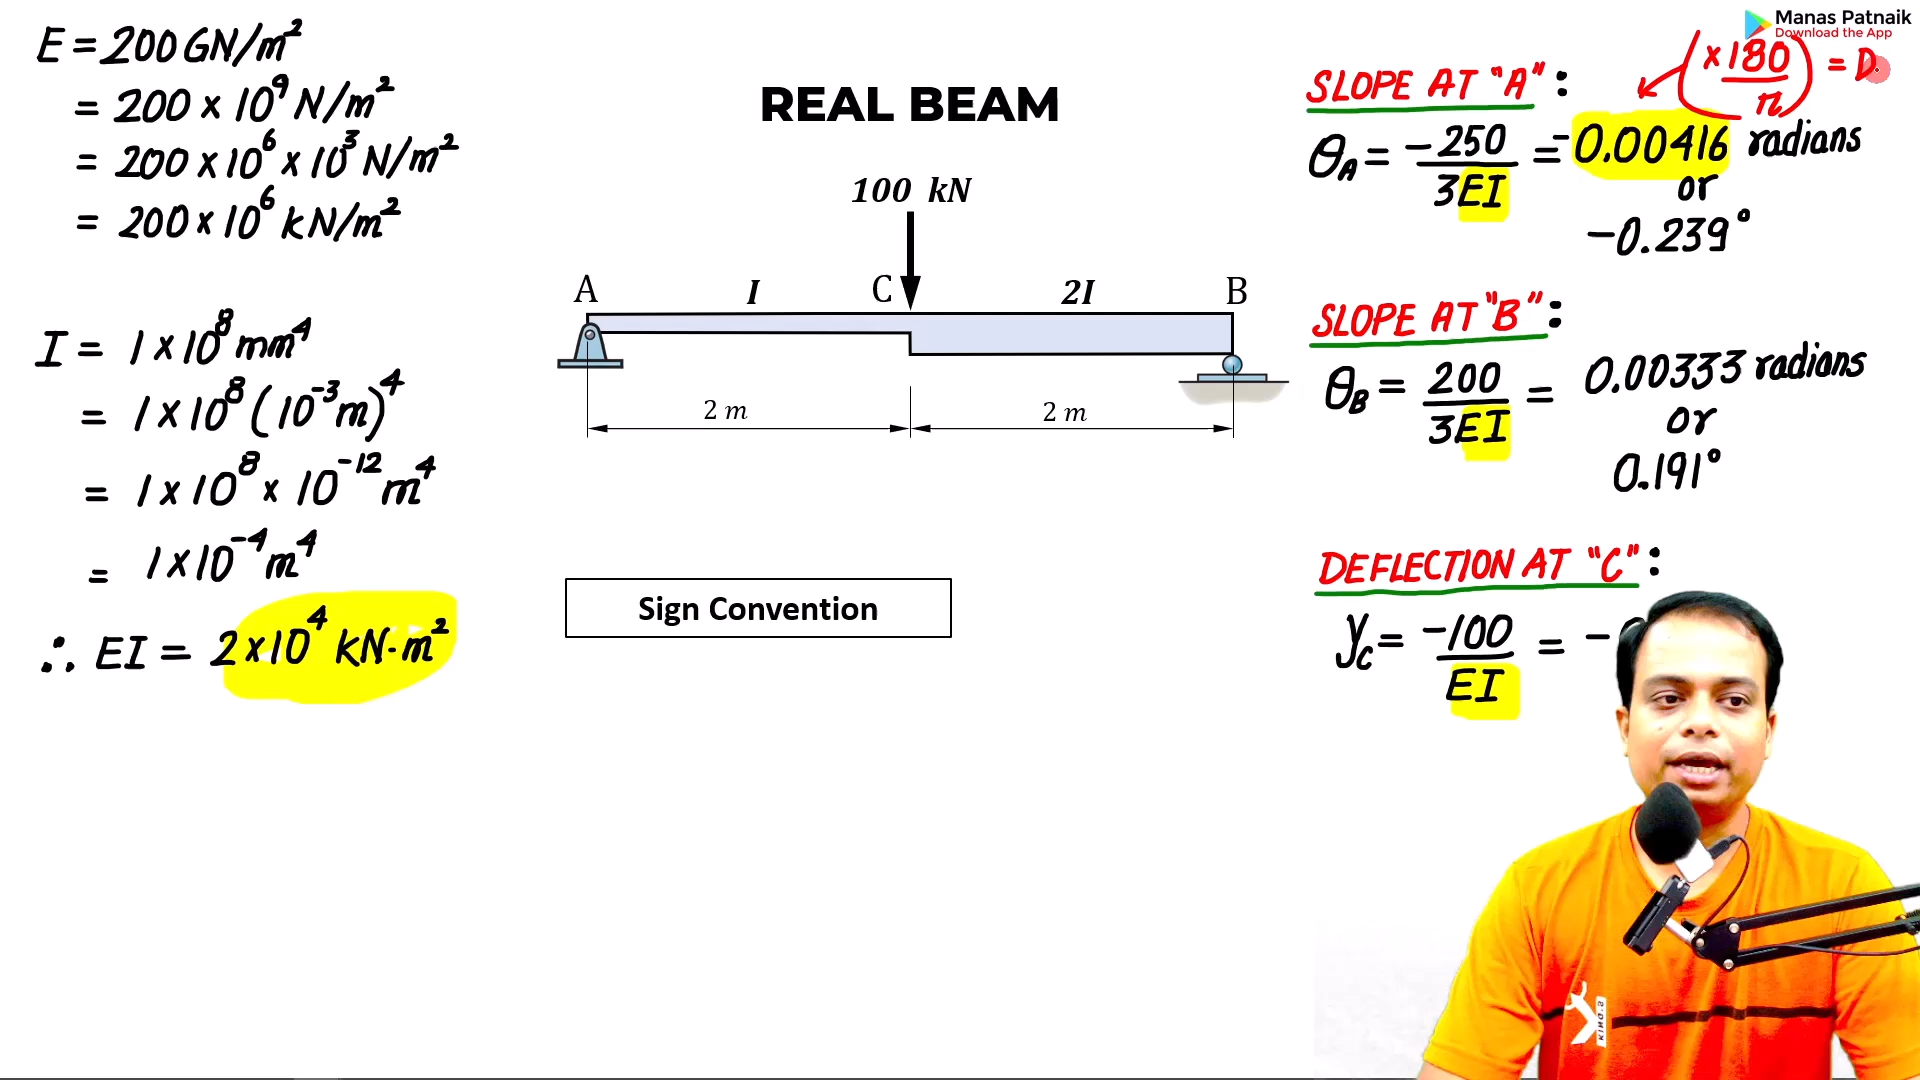 E = 200 GN/m²
= 200 × 10⁹ N/m²
= 200 × 10⁶ × 10³ N/m²
= 200 × 10⁶ kN/m²
I = 1 × 10⁸ mm⁴
= 1 × 10⁸ (10⁻³m)⁴
= 1 × 10⁸ × 10⁻¹² m⁴
= 1 × 10⁻⁴ m⁴
∴ EI = 2 × 10⁴ kN·m²
REAL BEAM
100 kN
A I C 2I B
2 m 2 m
Sign Convention
Manas Patnaik
Download the App
(× 180/π) = D
SLOPE AT "A" :
θA = -250/3EI = -0.00416 radians
or
-0.239°
SLOPE AT "B" :
θB = 200/3EI = 0.00333 radians
or
0.191°
DEFLECTION AT "C" :
yC = -100/EI = -
KING.2